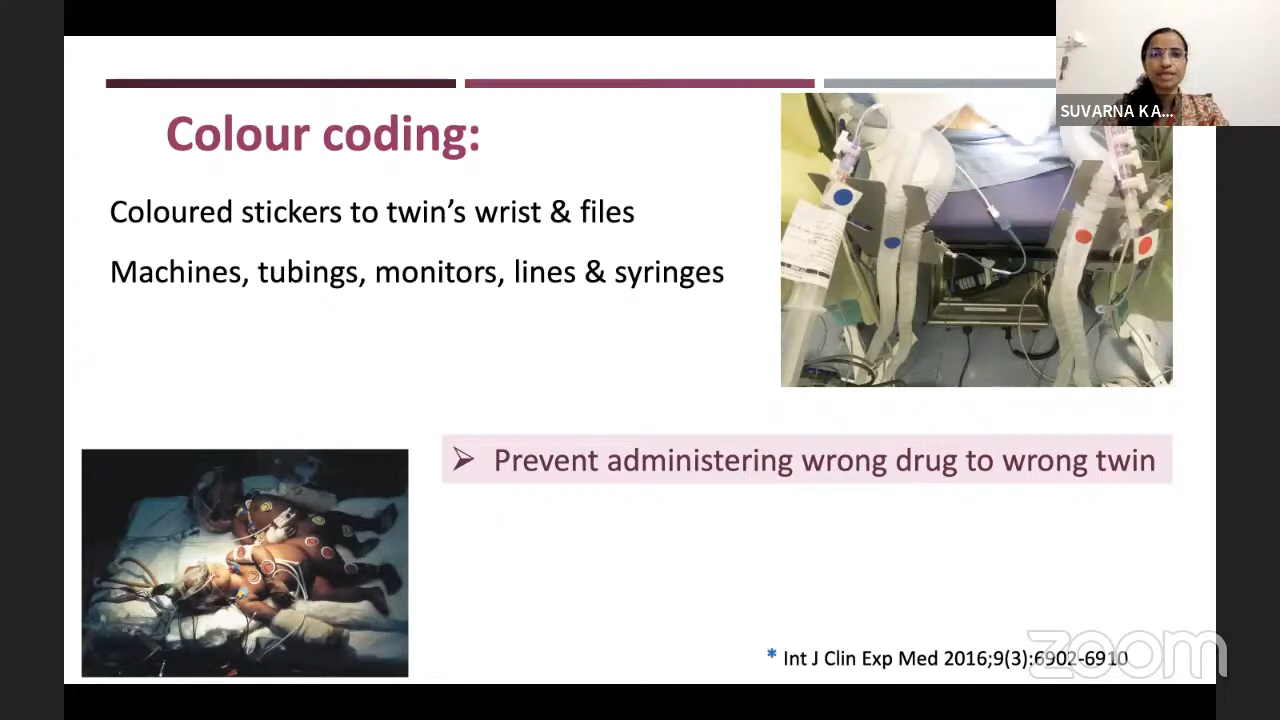 SUVARNA K A...
Colour coding:
Coloured stickers to twin's wrist & files
Machines, tubings, monitors, lines & syringes
➢ Prevent administering wrong drug to wrong twin
* Int J Clin Exp Med 2016;9(3):6902-6910
zoom